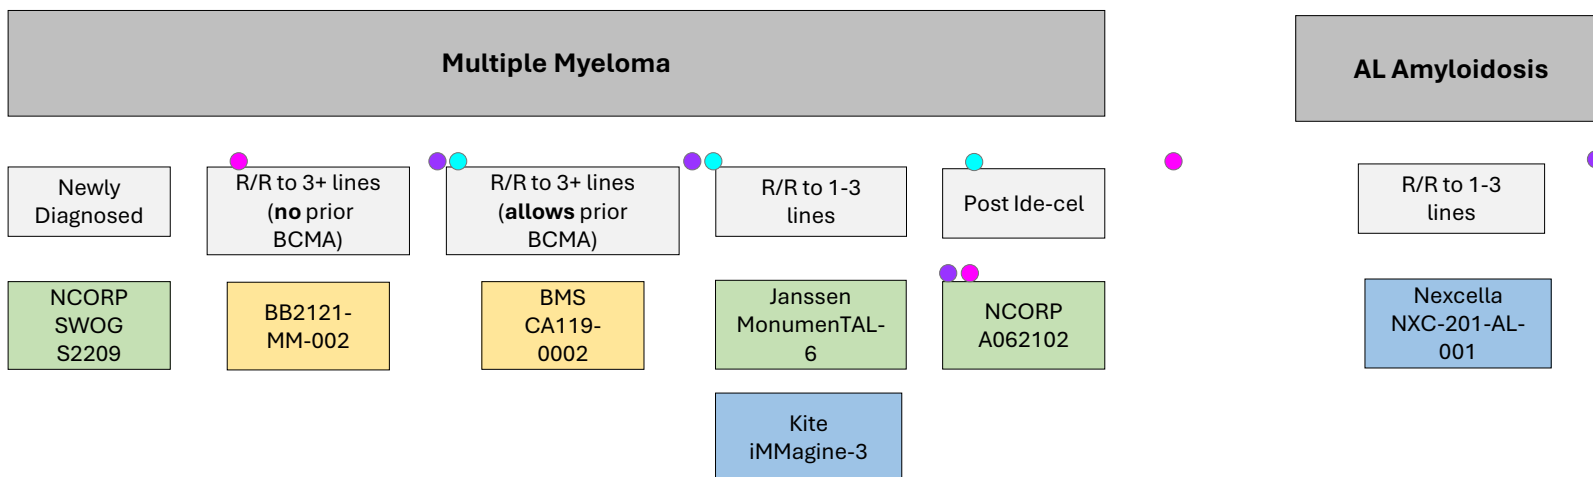 Multiple Myeloma
AL Amyloidosis
Newly
Diagnosed
R/R to 3+ lines
(no prior
BCMA)
R/R to 3+ lines
(allows prior
BCMA)
R/R to 1-3
lines
Post Ide-cel
R/R to 1-3
lines
NCORP
SWOG
S2209
BB2121-
MM-002
BMS
CA119-
0002
Janssen
MonumenTAL-
6
NCORP
A062102
Nexcella
NXC-201-AL-
001
Kite
iMMagine-3